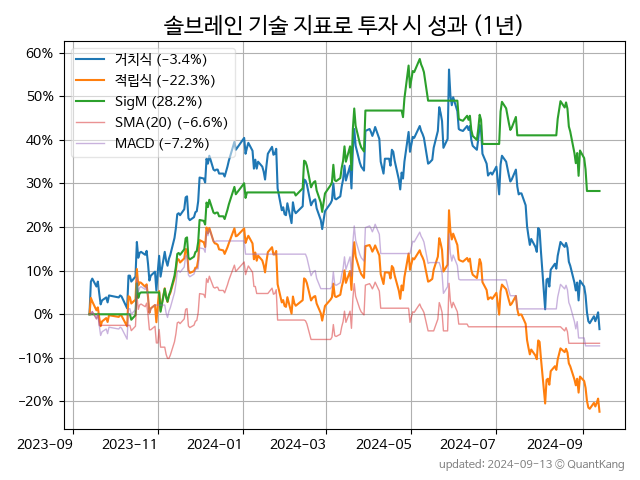 솔브레인 기술 지표로 투자 시 성과 (1년)
60%
50%
40%
30%
20%
10%
0%
−10%
−20%
거치식 (−3.4%)
적립식 (−22.3%)
SigM (28.2%)
SMA(20) (−6.6%)
MACD (−7.2%)
2023-09 2023-11 2024-01 2024-03 2024-05 2024-07 2024-09
updated: 2024-09-13 © QuantKang